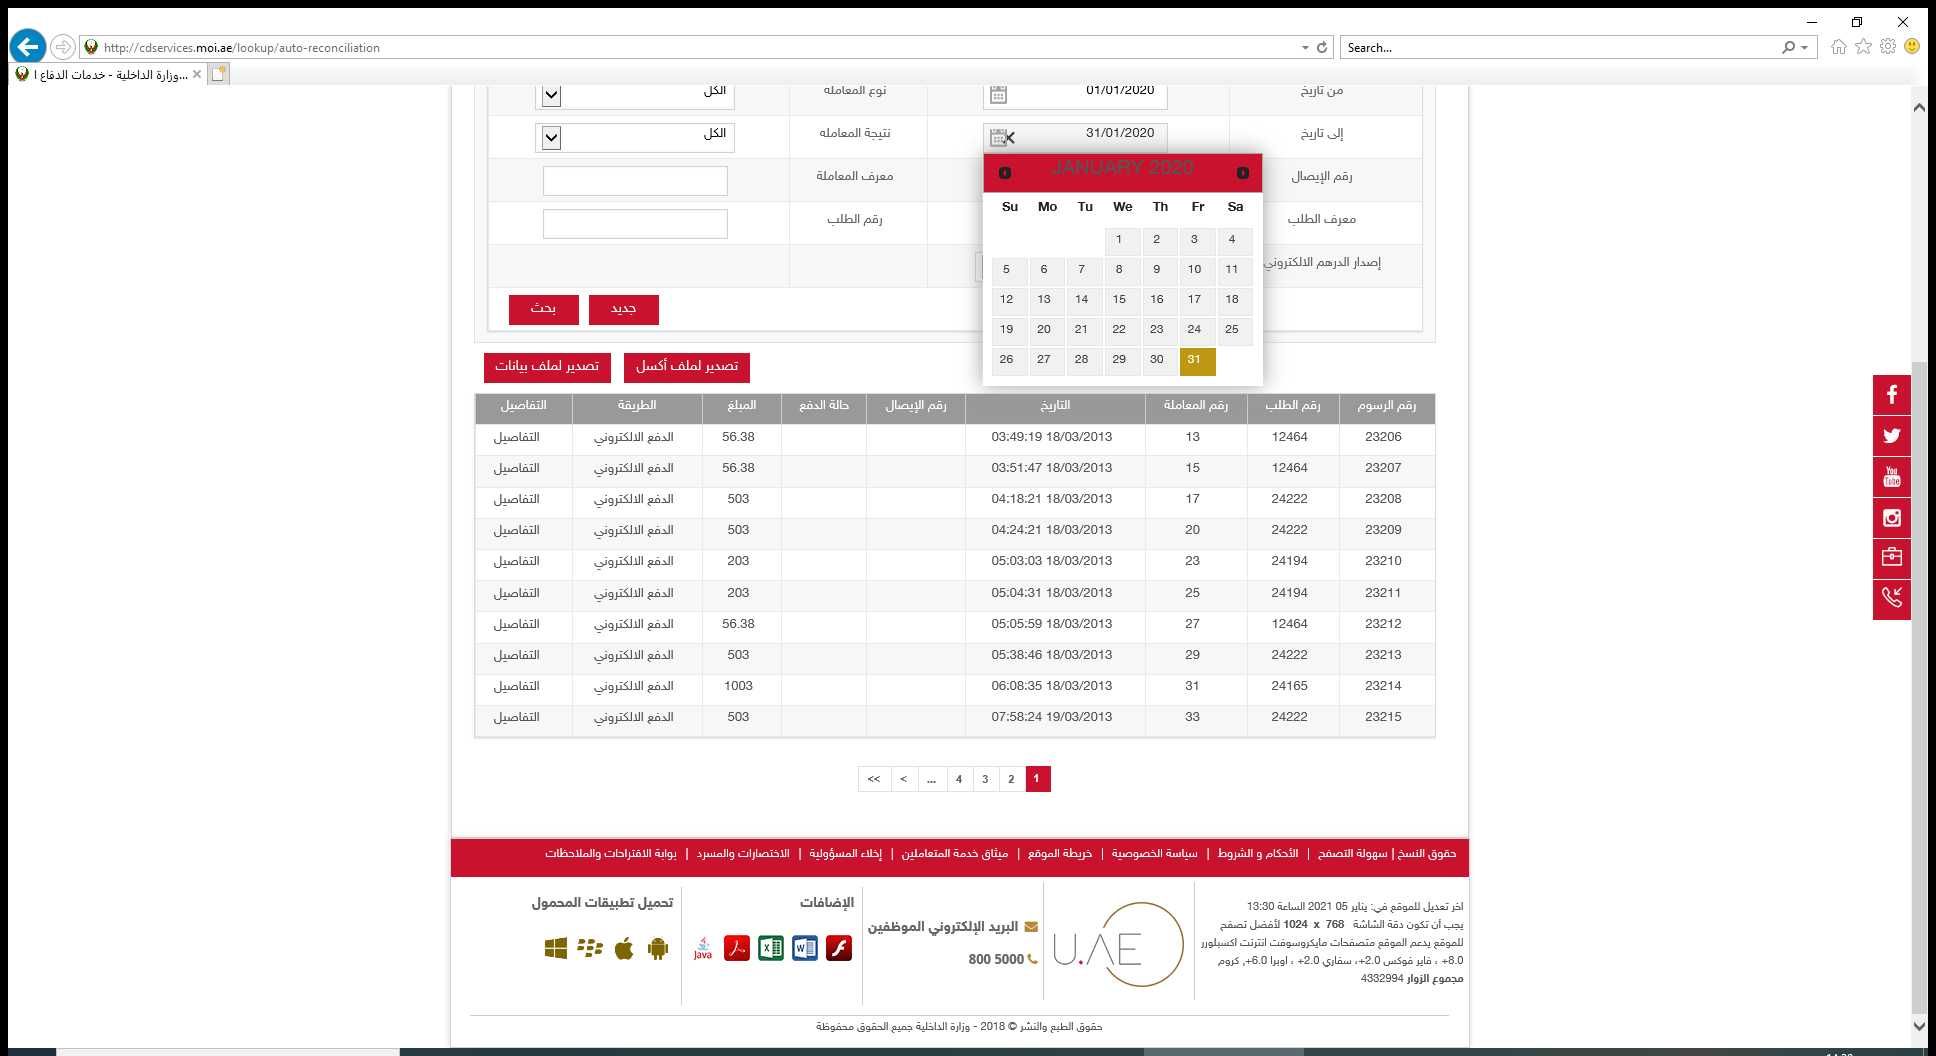 http://cdservices.moi.ae/lookup/auto-reconciliation
Search...
وزارة الداخلية - خدمات الدفاع ا...
من تاريخ 01/01/2020 نوع المعاملة الكل
إلى تاريخ 31/01/2020 نتيجة المعاملة الكل
رقم الإيصال معرف المعاملة
معرف الطلب رقم الطلب
إصدار الدرهم الالكتروني
JANUARY 2020
Su Mo Tu We Th Fr Sa
1 2 3 4
5 6 7 8 9 10 11
12 13 14 15 16 17 18
19 20 21 22 23 24 25
26 27 28 29 30 31
جديد بحث
تصدير لملف أكسل تصدير لملف بيانات
رقم الرسوم رقم الطلب رقم المعاملة التاريخ رقم الإيصال حالة الدفع المبلغ الطريقة التفاصيل
23206 12464 13 03:49:19 18/03/2013 56.38 الدفع الالكتروني التفاصيل
23207 12464 15 03:51:47 18/03/2013 56.38 الدفع الالكتروني التفاصيل
23208 24222 17 04:18:21 18/03/2013 503 الدفع الالكتروني التفاصيل
23209 24222 20 04:24:21 18/03/2013 503 الدفع الالكتروني التفاصيل
23210 24194 23 05:03:03 18/03/2013 203 الدفع الالكتروني التفاصيل
23211 24194 25 05:04:31 18/03/2013 203 الدفع الالكتروني التفاصيل
23212 12464 27 05:05:59 18/03/2013 56.38 الدفع الالكتروني التفاصيل
23213 24222 29 05:38:46 18/03/2013 503 الدفع الالكتروني التفاصيل
23214 24165 31 06:08:35 18/03/2013 1003 الدفع الالكتروني التفاصيل
23215 24222 33 07:58:24 19/03/2013 503 الدفع الالكتروني التفاصيل
1 2 3 4 ... > >>
You Tube
حقوق النسخ | سهولة التصفح | الأحكام و الشروط | سياسة الخصوصية | خريطة الموقع | ميثاق خدمة المتعاملين | إخلاء المسؤولية | الاختصارات والمسرد | بوابة الاقتراحات والملاحظات
اخر تعديل للموقع في: يناير 05 2021 الساعة 13:30
يجب أن تكون دقة الشاشة 768 x 1024 لأفضل تصفح
للموقع يدعم الموقع متصفحات مايكروسوفت انترنت اكسبلورر
8.0+ ، فاير فوكس 2.0+، سفاري 2.0+ ، اوبرا 6.0+, كروم
مجموع الزوار 4332994
U.AE
البريد الإلكتروني الموظفين
800 5000
الإضافات
Java
تحميل تطبيقات المحمول
حقوق الطبع والنشر © 2018 - وزارة الداخلية جميع الحقوق محفوظة